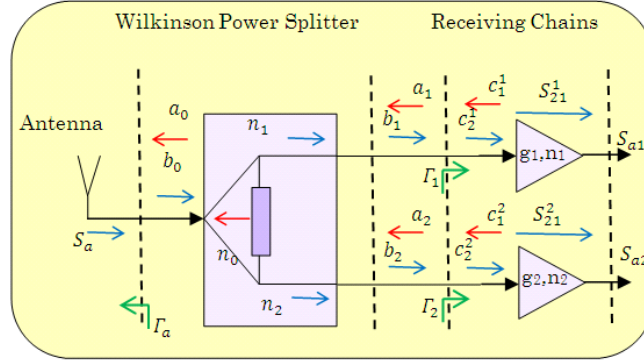 Wilkinson Power Splitter
Receiving Chains
Antenna
a₀
b₀
Sₐ
Γₐ
n₁
n₀
n₂
a₁
b₁
c₁¹
c₂¹
S₂₁¹
Γ₁
g₁,n₁
Sₐ₁
a₂
b₂
c₁²
c₂²
S₂₁²
Γ₂
g₂,n₂
Sₐ₂